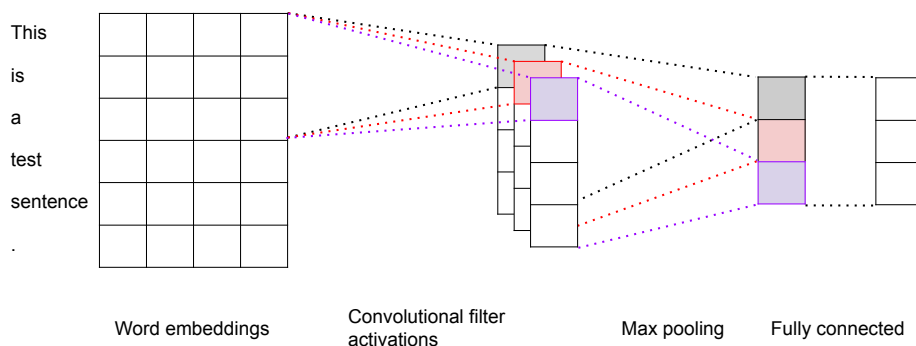 This
is
a
test
sentence
.
Word embeddings
Convolutional filter
activations
Max pooling
Fully connected